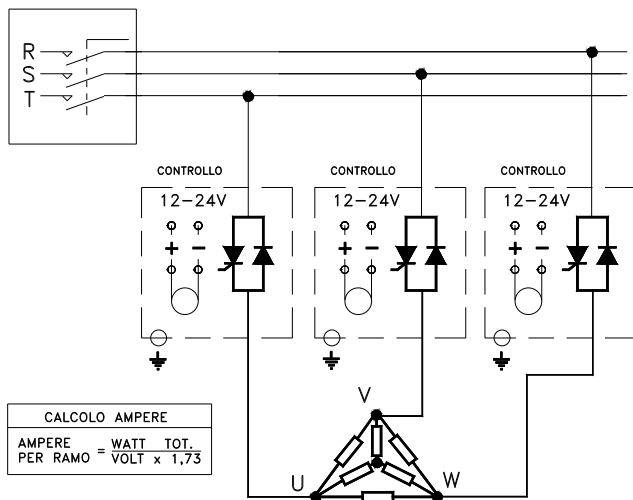 R
S
T
CONTROLLO CONTROLLO CONTROLLO
12-24V 12-24V 12-24V
+ - + - + -
V
U W
CALCOLO AMPERE
AMPERE PER RAMO = WATT TOT. / VOLT x 1,73